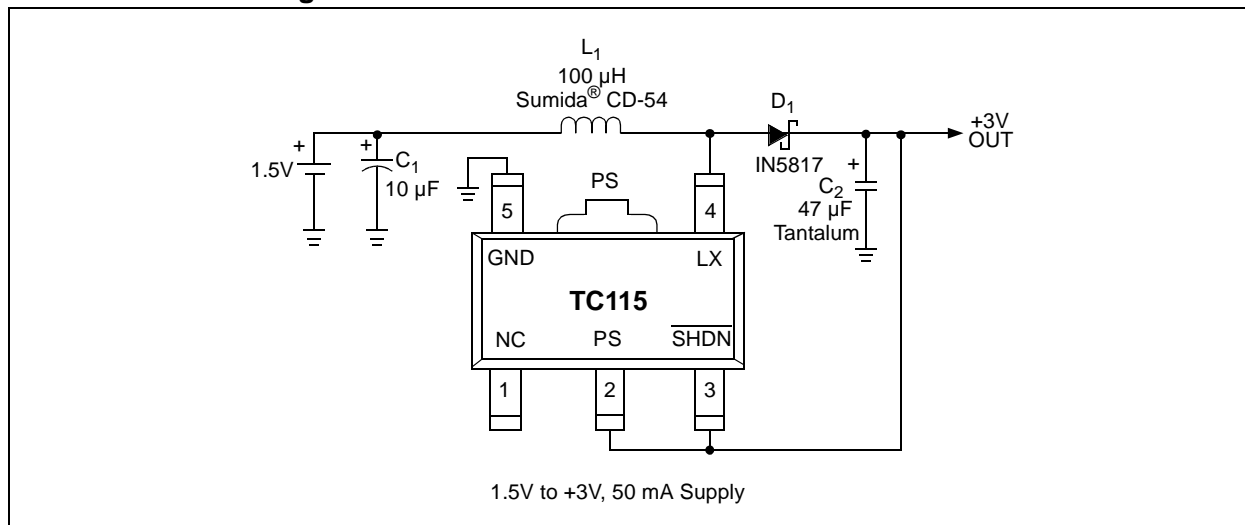 L1
100 µH
Sumida® CD-54
D1
+3V
OUT
IN5817
+
1.5V
+
C1
10 µF
+
C2
47 µF
Tantalum
PS
5
4
GND
LX
TC115
NC
PS
SHDN
1
2
3
1.5V to +3V, 50 mA Supply